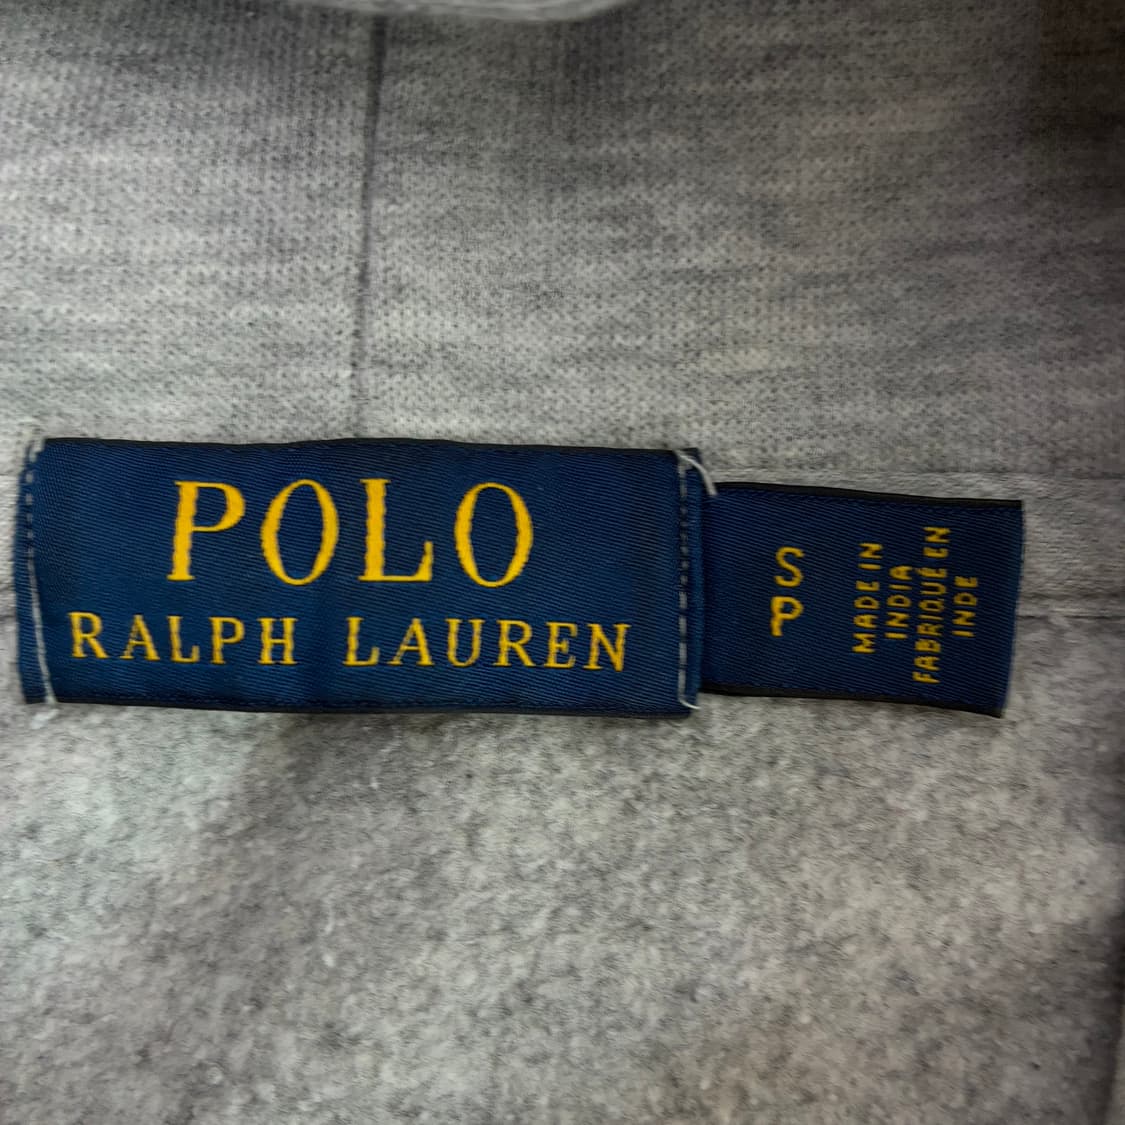 POLO
RALPH LAUREN
S
P
MADE IN
INDIA
FABRIQUÉ EN
INDE